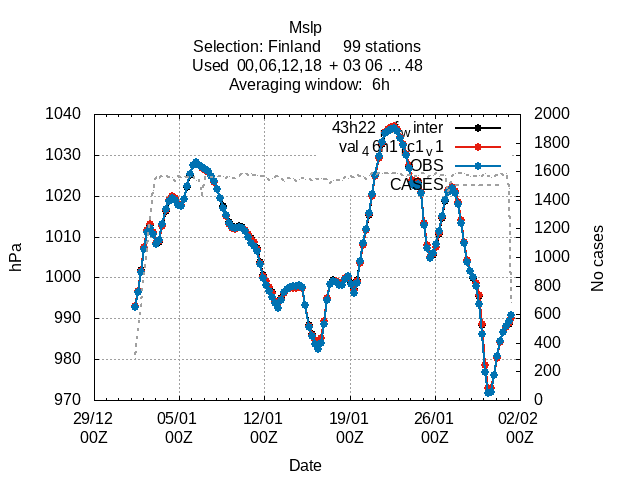 Mslp
Selection: Finland 99 stations
Used 00,06,12,18 + 03 06 ... 48
Averaging window: 6h
1040
1030
1020
1010
1000
990
980
970
hPa
2000
1800
1600
1400
1200
1000
800
600
400
200
0
No cases
OBS
CASES
29/12 05/01 12/01 19/01 26/01 02/02
00Z 00Z 00Z 00Z 00Z 00Z
Date